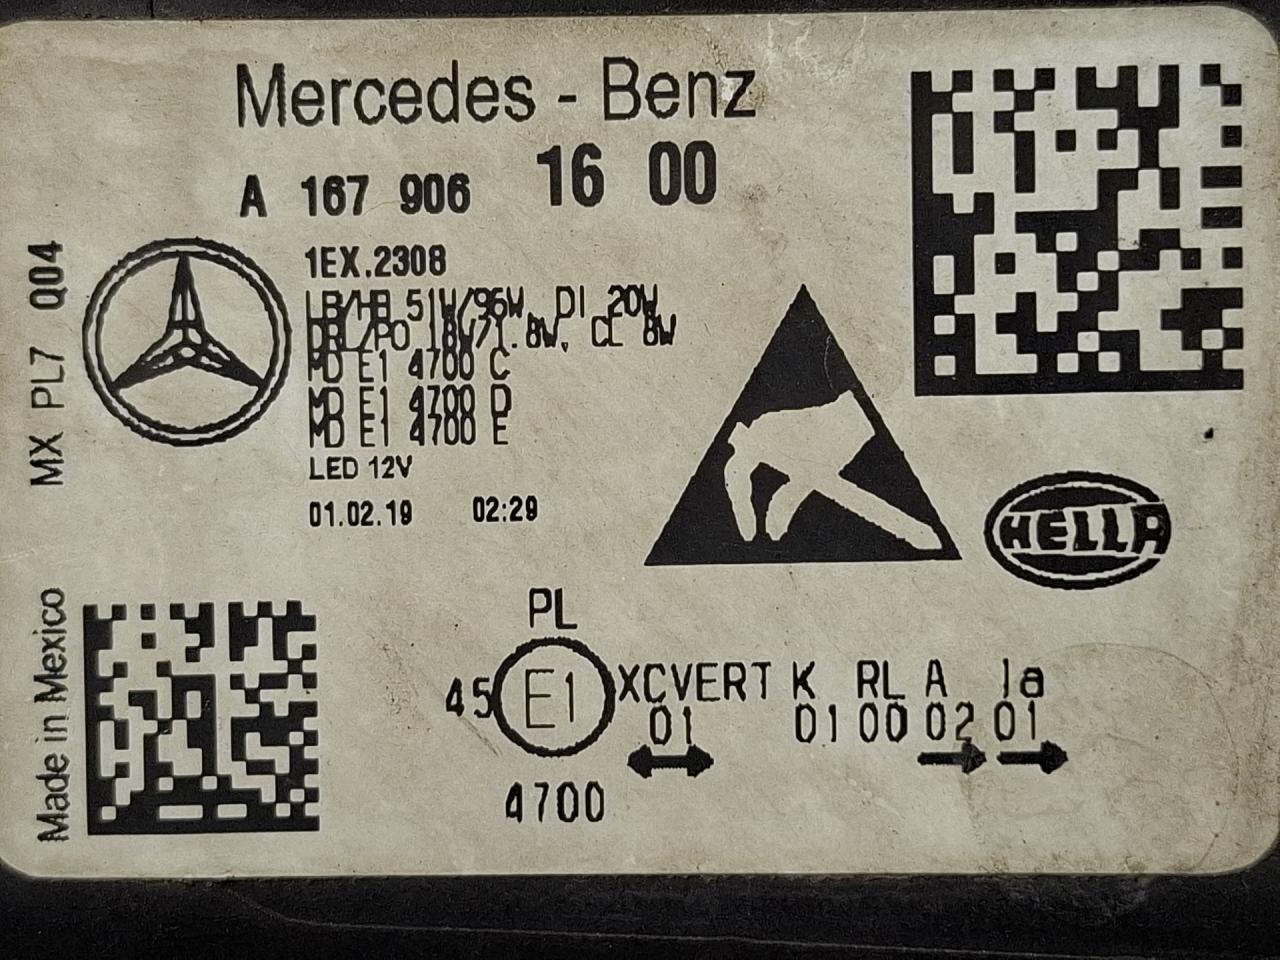 Mercedes - Benz
A 167 906 16 00
MX PL7 Q04
1EX.2308
LB/HB 51W/96W, DI 20W
DRL/PO 18W/1.8W, CL 8W
MD E1 4700 C
MD E1 4700 D
MD E1 4700 E
LED 12V
01.02.19 02:29
HELLA
Made in Mexico
PL
45 E1 XCVERT K RL A Ia
01 01 00 02 01
4700